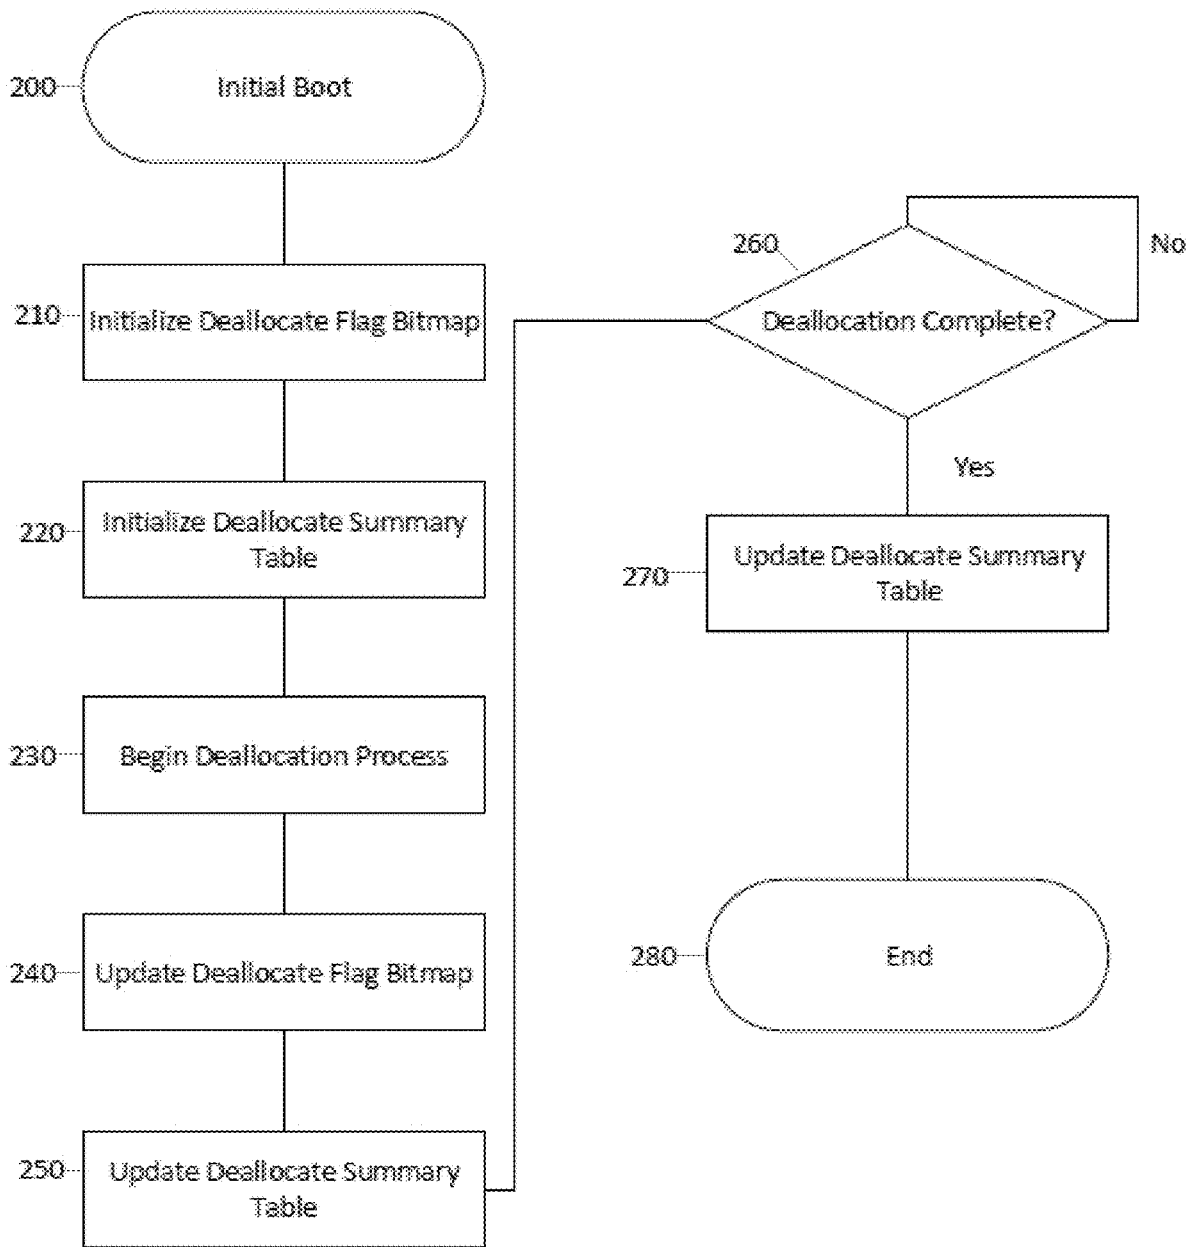 200
Initial Boot
210
Initialize Deallocate Flag Bitmap
220
Initialize Deallocate Summary
Table
230
Begin Deallocation Process
240
Update Deallocate Flag Bitmap
250
Update Deallocate Summary
Table
260
No
Deallocation Complete?
Yes
270
Update Deallocate Summary
Table
280
End